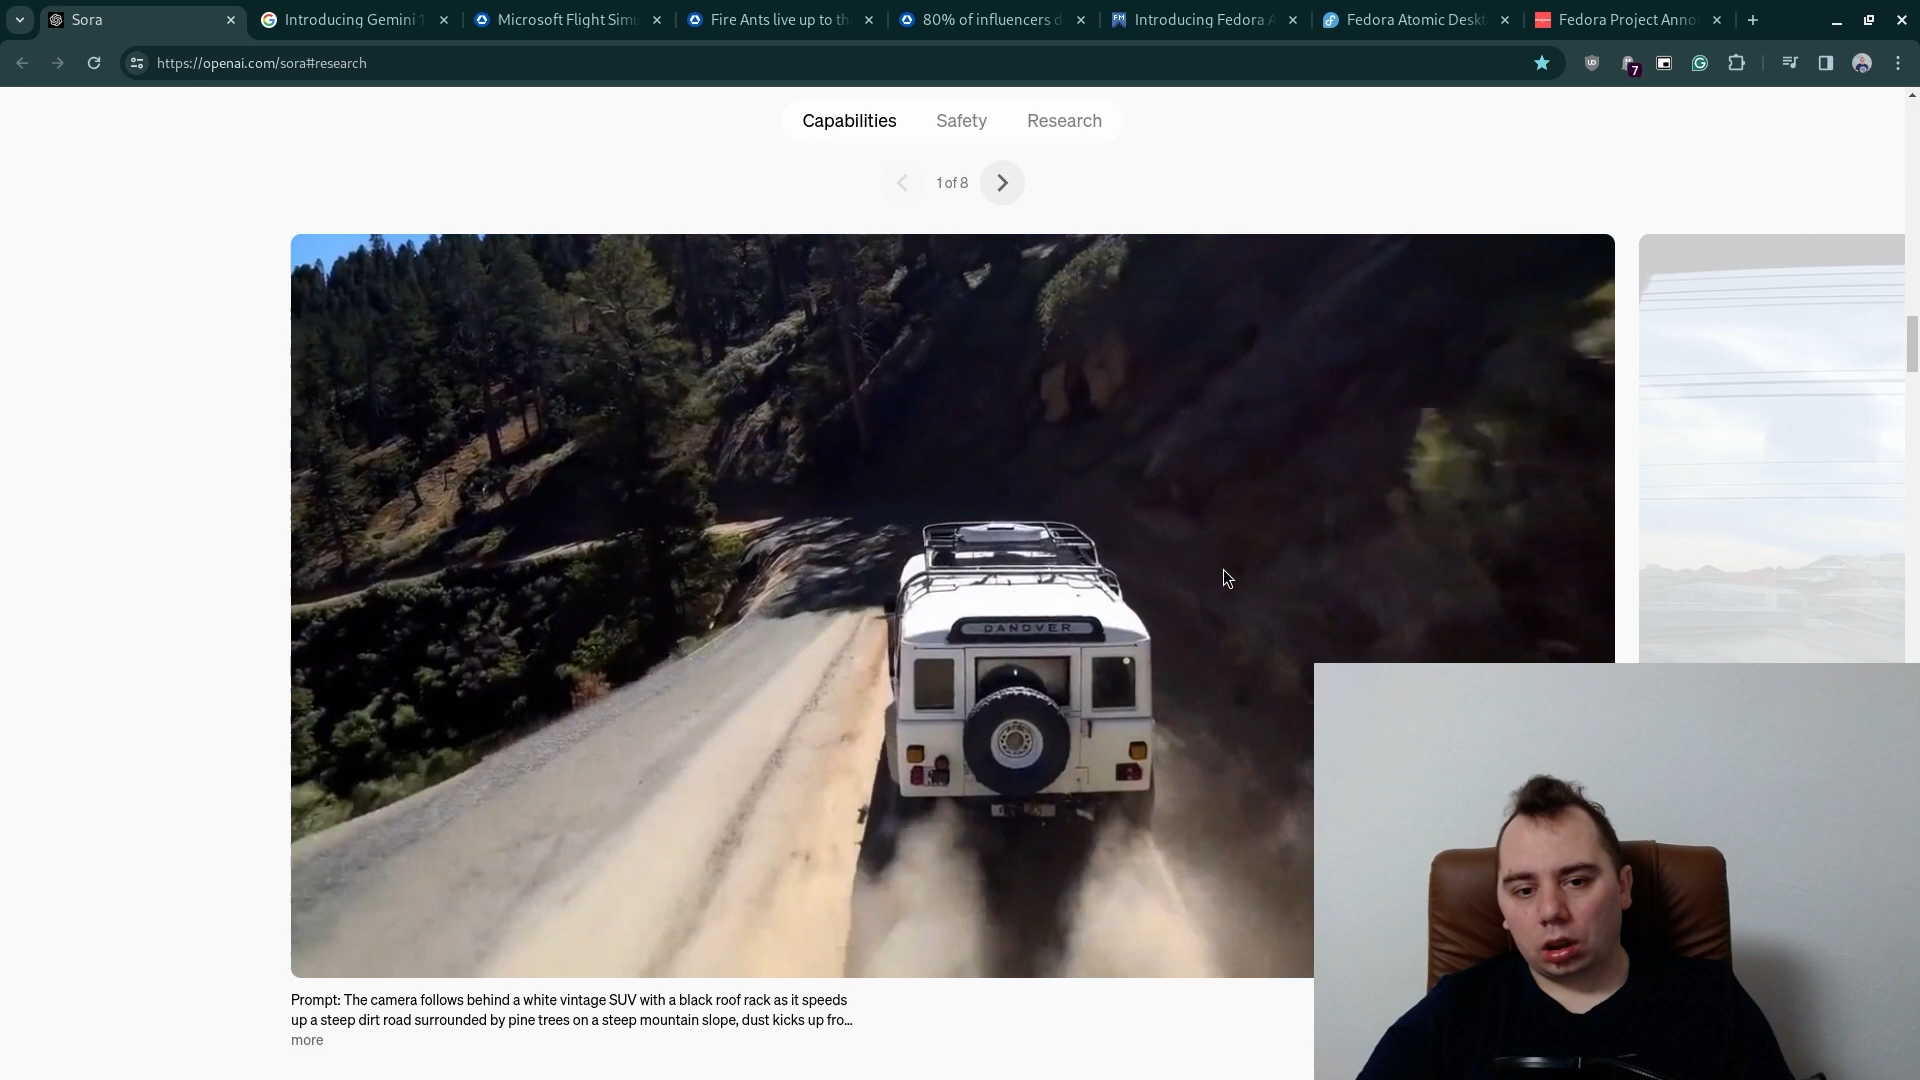 Sora
Introducing Gemini 1
Microsoft Flight Simu
Fire Ants live up to th
80% of influencers d
Introducing Fedora A
Fedora Atomic Deskt
Fedora Project Anno
https://openai.com/sora#research
7
Capabilities
Safety
Research
1 of 8
DANOVER
Prompt: The camera follows behind a white vintage SUV with a black roof rack as it speeds
up a steep dirt road surrounded by pine trees on a steep mountain slope, dust kicks up fro...
more